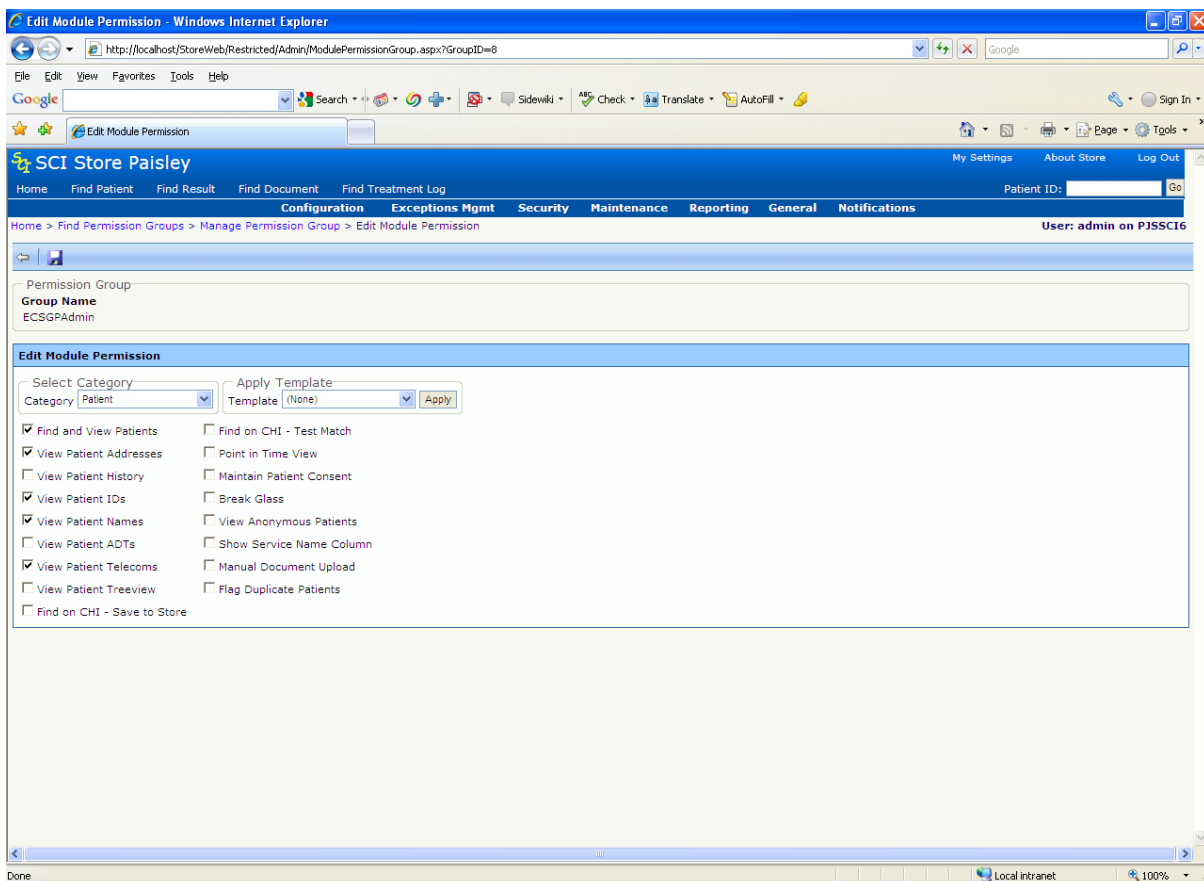 Edit Module Permission - Windows Internet Explorer
http://localhost/StoreWeb/Restricted/Admin/ModulePermissionGroup.aspx?GroupID=8
Google
File Edit View Favorites Tools Help
Google Search Sidewiki ABC Check Translate AutoFill Sign In
Edit Module Permission Page Tools
SCI Store Paisley My Settings About Store Log Out
Home Find Patient Find Result Find Document Find Treatment Log Patient ID: Go
Configuration Exceptions Mgmt Security Maintenance Reporting General Notifications
Home > Find Permission Groups > Manage Permission Group > Edit Module Permission User: admin on PJSSCI6
Permission Group
Group Name
ECSGPAdmin
Edit Module Permission
Select Category Apply Template
Category Patient Template (None) Apply
Find and View Patients Find on CHI - Test Match
View Patient Addresses Point in Time View
View Patient History Maintain Patient Consent
View Patient IDs Break Glass
View Patient Names View Anonymous Patients
View Patient ADTs Show Service Name Column
View Patient Telecoms Manual Document Upload
View Patient Treeview Flag Duplicate Patients
Find on CHI - Save to Store
Done Local intranet 100%